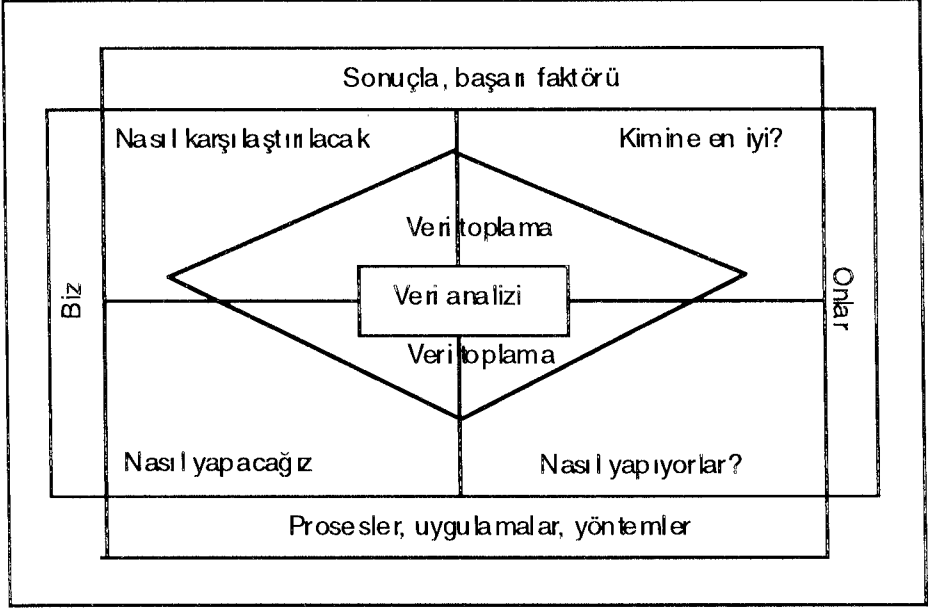 Sonuçla, başarı faktörü
Nasıl karşılaştırılacak
Kimine en iyi?
Veri toplama
Biz
Veri analizi
Onlar
Veri toplama
Nasıl yapacağız
Nasıl yapıyorlar?
Prosesler, uygulamalar, yöntemler